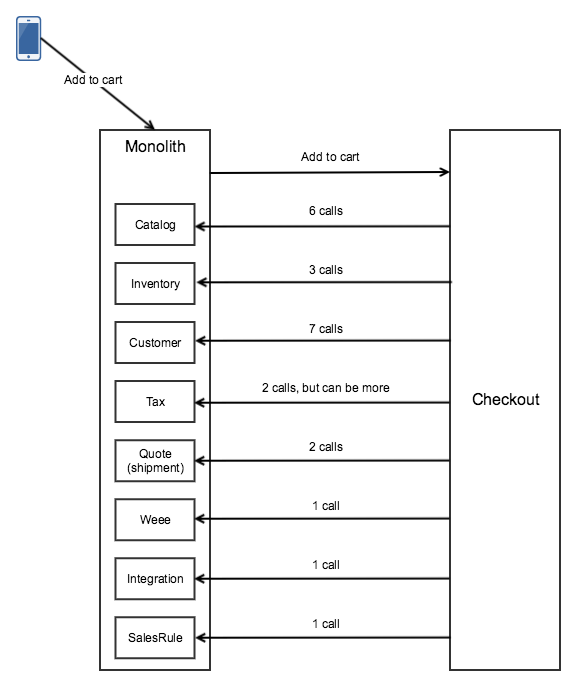 Add to cart
Monolith
Add to cart
Catalog
6 calls
Inventory
3 calls
Customer
7 calls
Tax
2 calls, but can be more
Checkout
Quote
(shipment)
2 calls
Weee
1 call
Integration
1 call
SalesRule
1 call